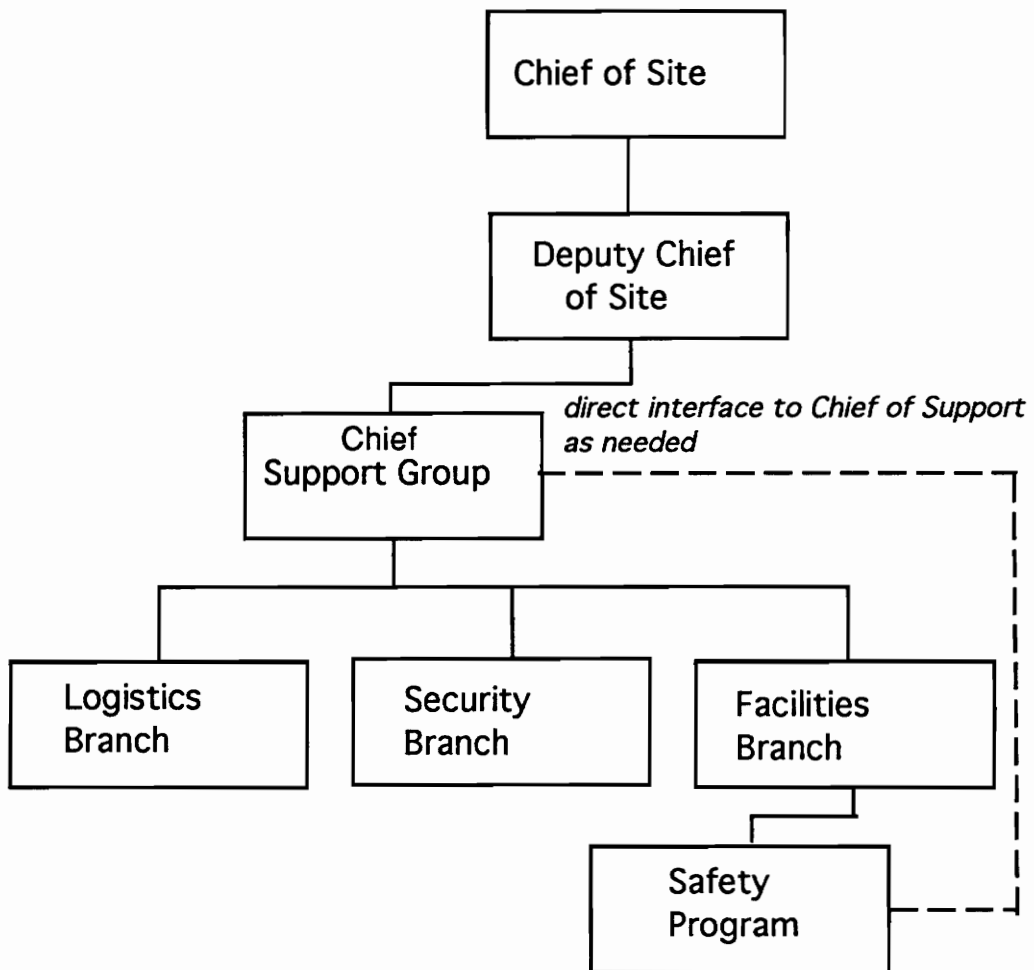 Chief of Site
Deputy Chief
of Site
direct interface to Chief of Support
as needed
Chief
Support Group
Logistics
Branch
Security
Branch
Facilities
Branch
Safety
Program